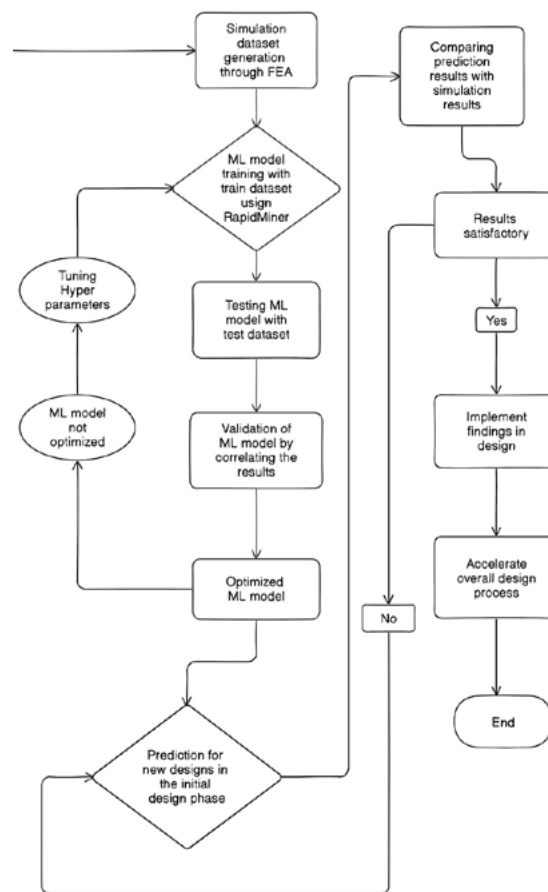 Simulation
dataset
generation
through FEA
ML model
training with
train dataset
usign
RapidMiner
Tuning
Hyper
parameters
Testing ML
model with
test dataset
ML model
not
optimized
Validation of
ML model by
correlating the
results
Optimized
ML model
Prediction for
new designs in
the initial
design phase
Comparing
prediction
results with
simulation
results
Results
satisfactory
Yes
Implement
findings in
design
Accelerate
overall design
process
No
End